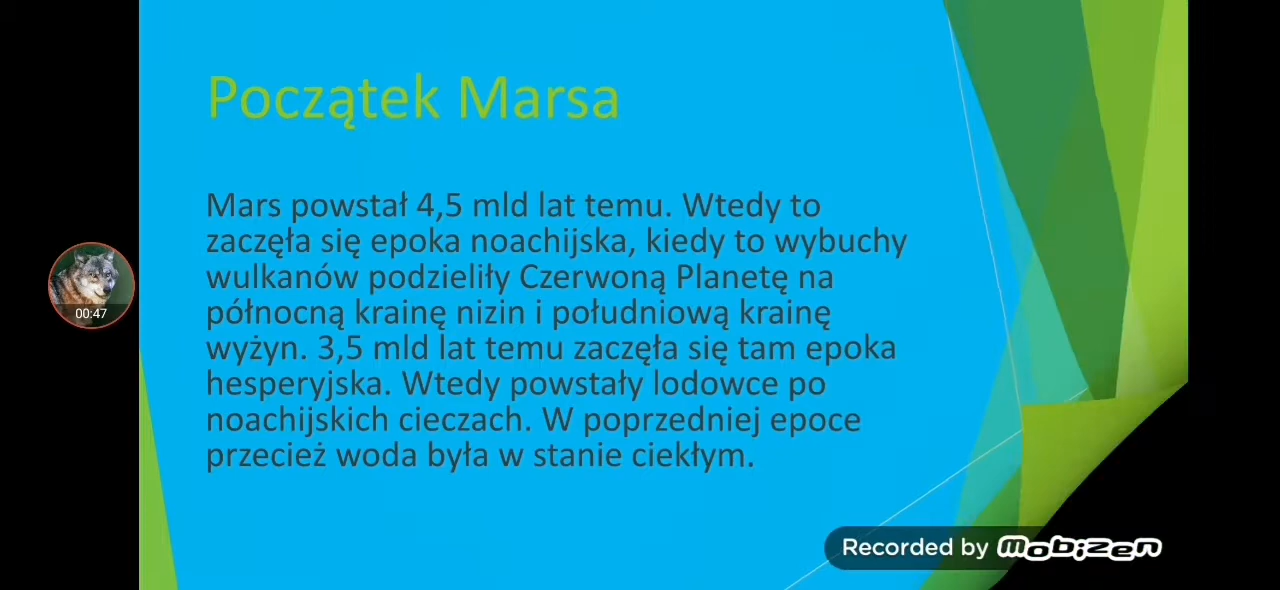 Początek Marsa
Mars powstał 4,5 mld lat temu. Wtedy to
zaczęła się epoka noachijska, kiedy to wybuchy
wulkanów podzieliły Czerwoną Planetę na
północną krainę nizin i południową krainę
wyżyn. 3,5 mld lat temu zaczęła się tam epoka
hesperyjska. Wtedy powstały lodowce po
noachijskich cieczach. W poprzedniej epoce
przecież woda była w stanie ciekłym.
00:47
Recorded by mobizen